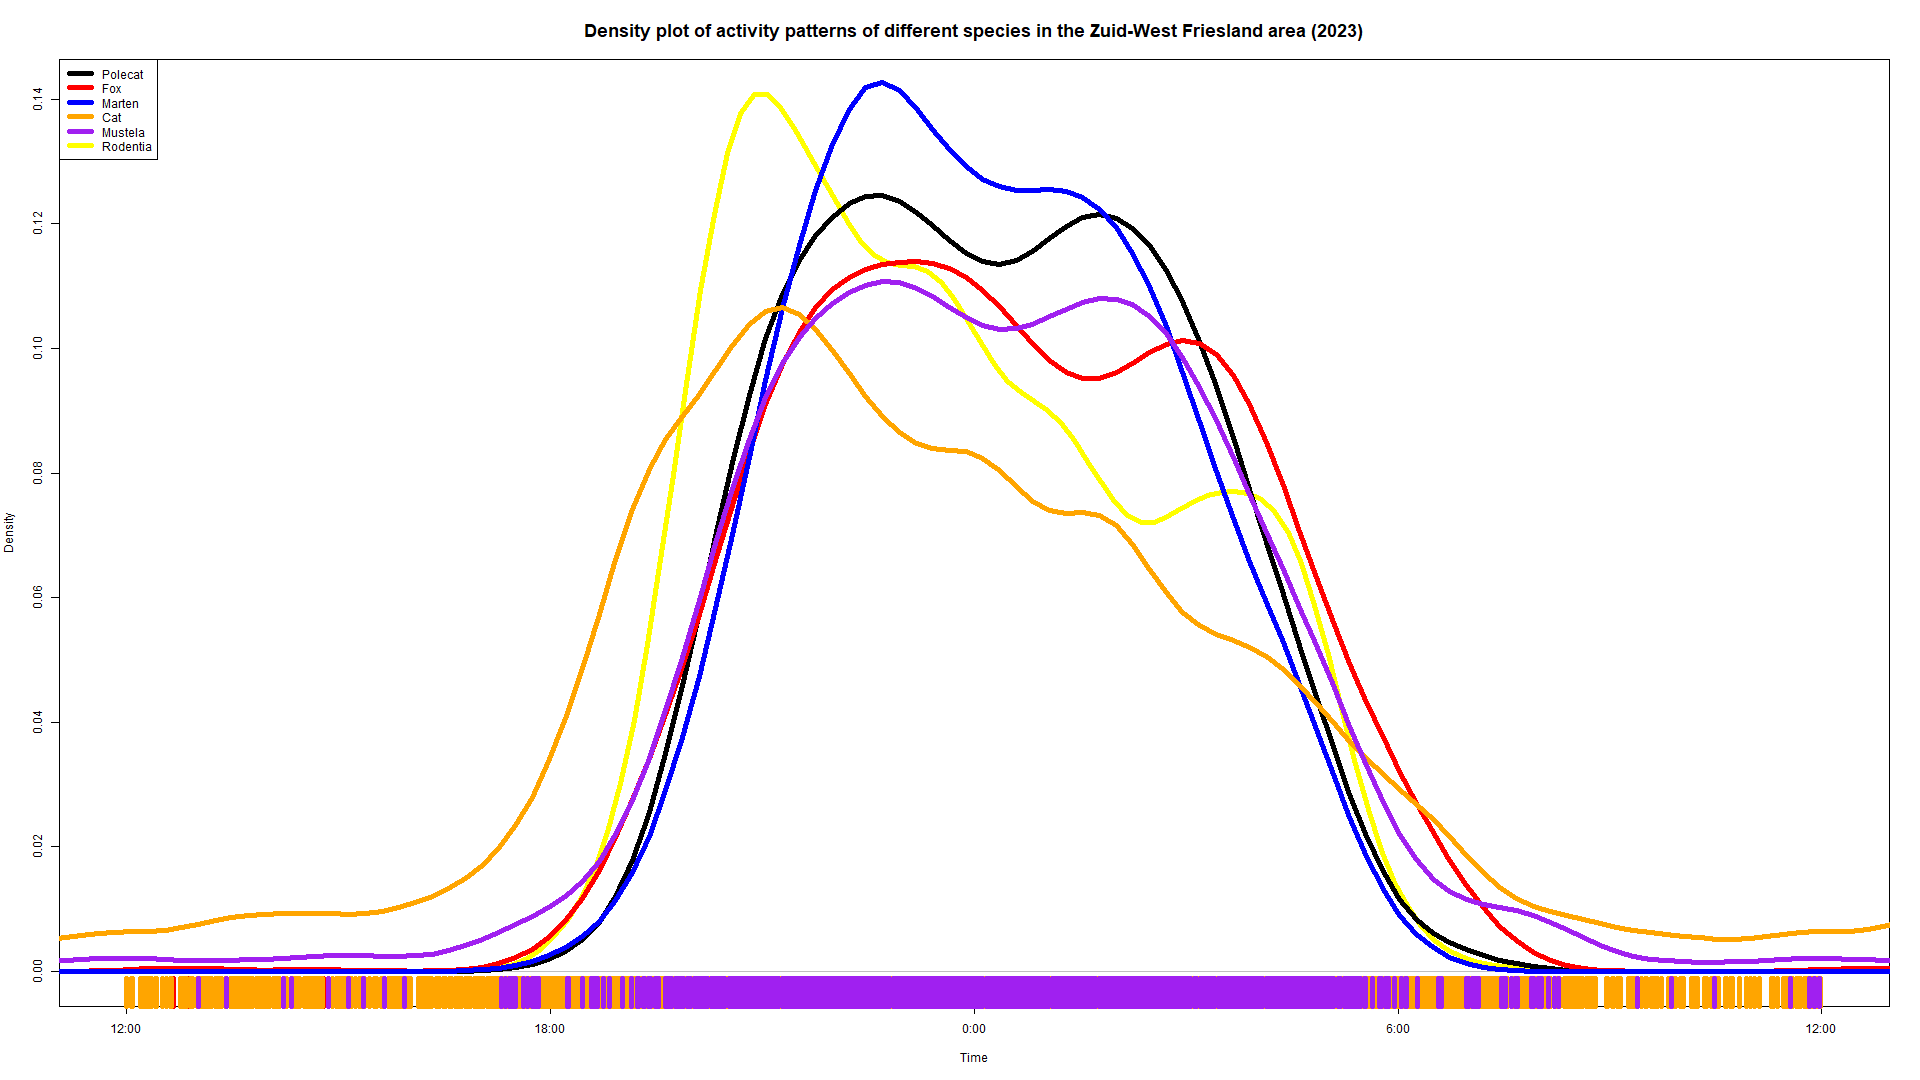 Density plot of activity patterns of different species in the Zuid-West Friesland area (2023)
Polecat
Fox
Marten
Cat
Mustela
Rodentia
0.14
0.12
0.10
0.08
0.06
0.04
0.02
0.00
Density
12:00 18:00 0:00 6:00 12:00
Time